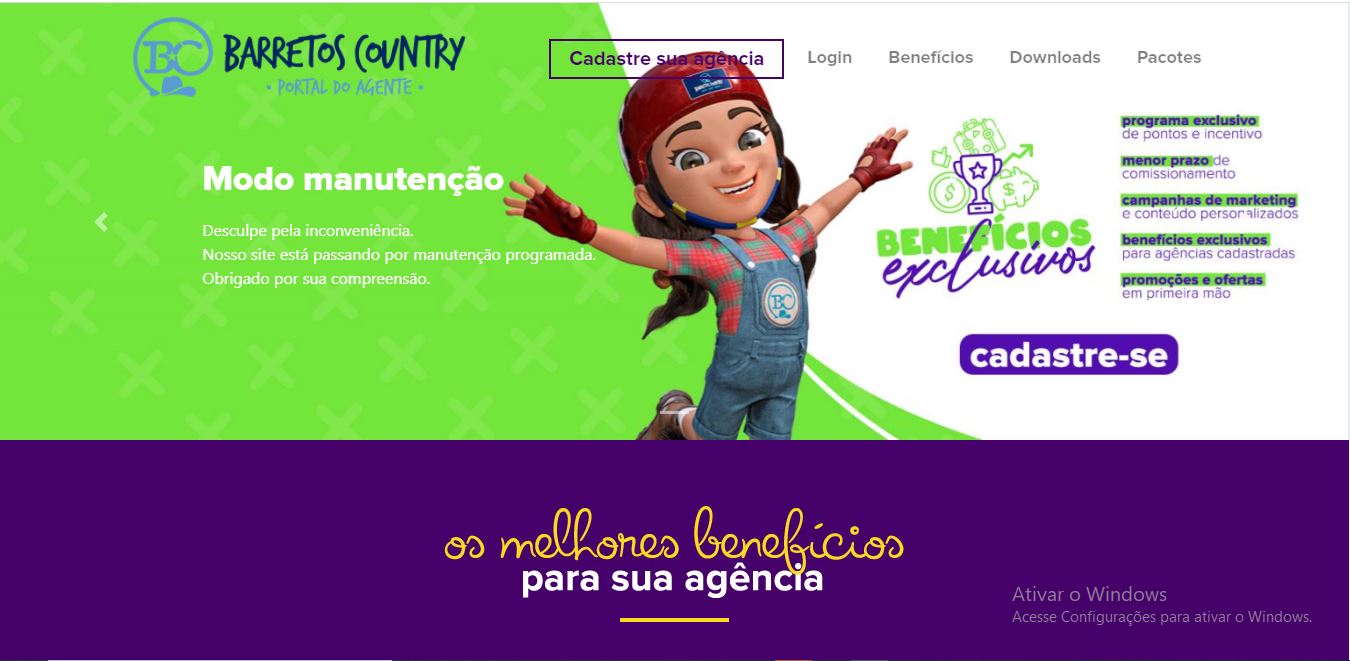 BC BARRETOS COUNTRY
• PORTAL DO AGENTE •
Cadastre sua agência
Login
Benefícios
Downloads
Pacotes
Modo manutenção
Desculpe pela inconveniência.
Nosso site está passando por manutenção programada.
Obrigado por sua compreensão.
BARRETOS COUNTRY
BC
BENEFÍCIOS
exclusivos
programa exclusivo
de pontos e incentivo
menor prazo de
comissionamento
campanhas de marketing
e conteúdo personalizados
benefícios exclusivos
para agências cadastradas
promoções e ofertas
em primeira mão
cadastre-se
os melhores benefícios
para sua agência
Ativar o Windows
Acesse Configurações para ativar o Windows.